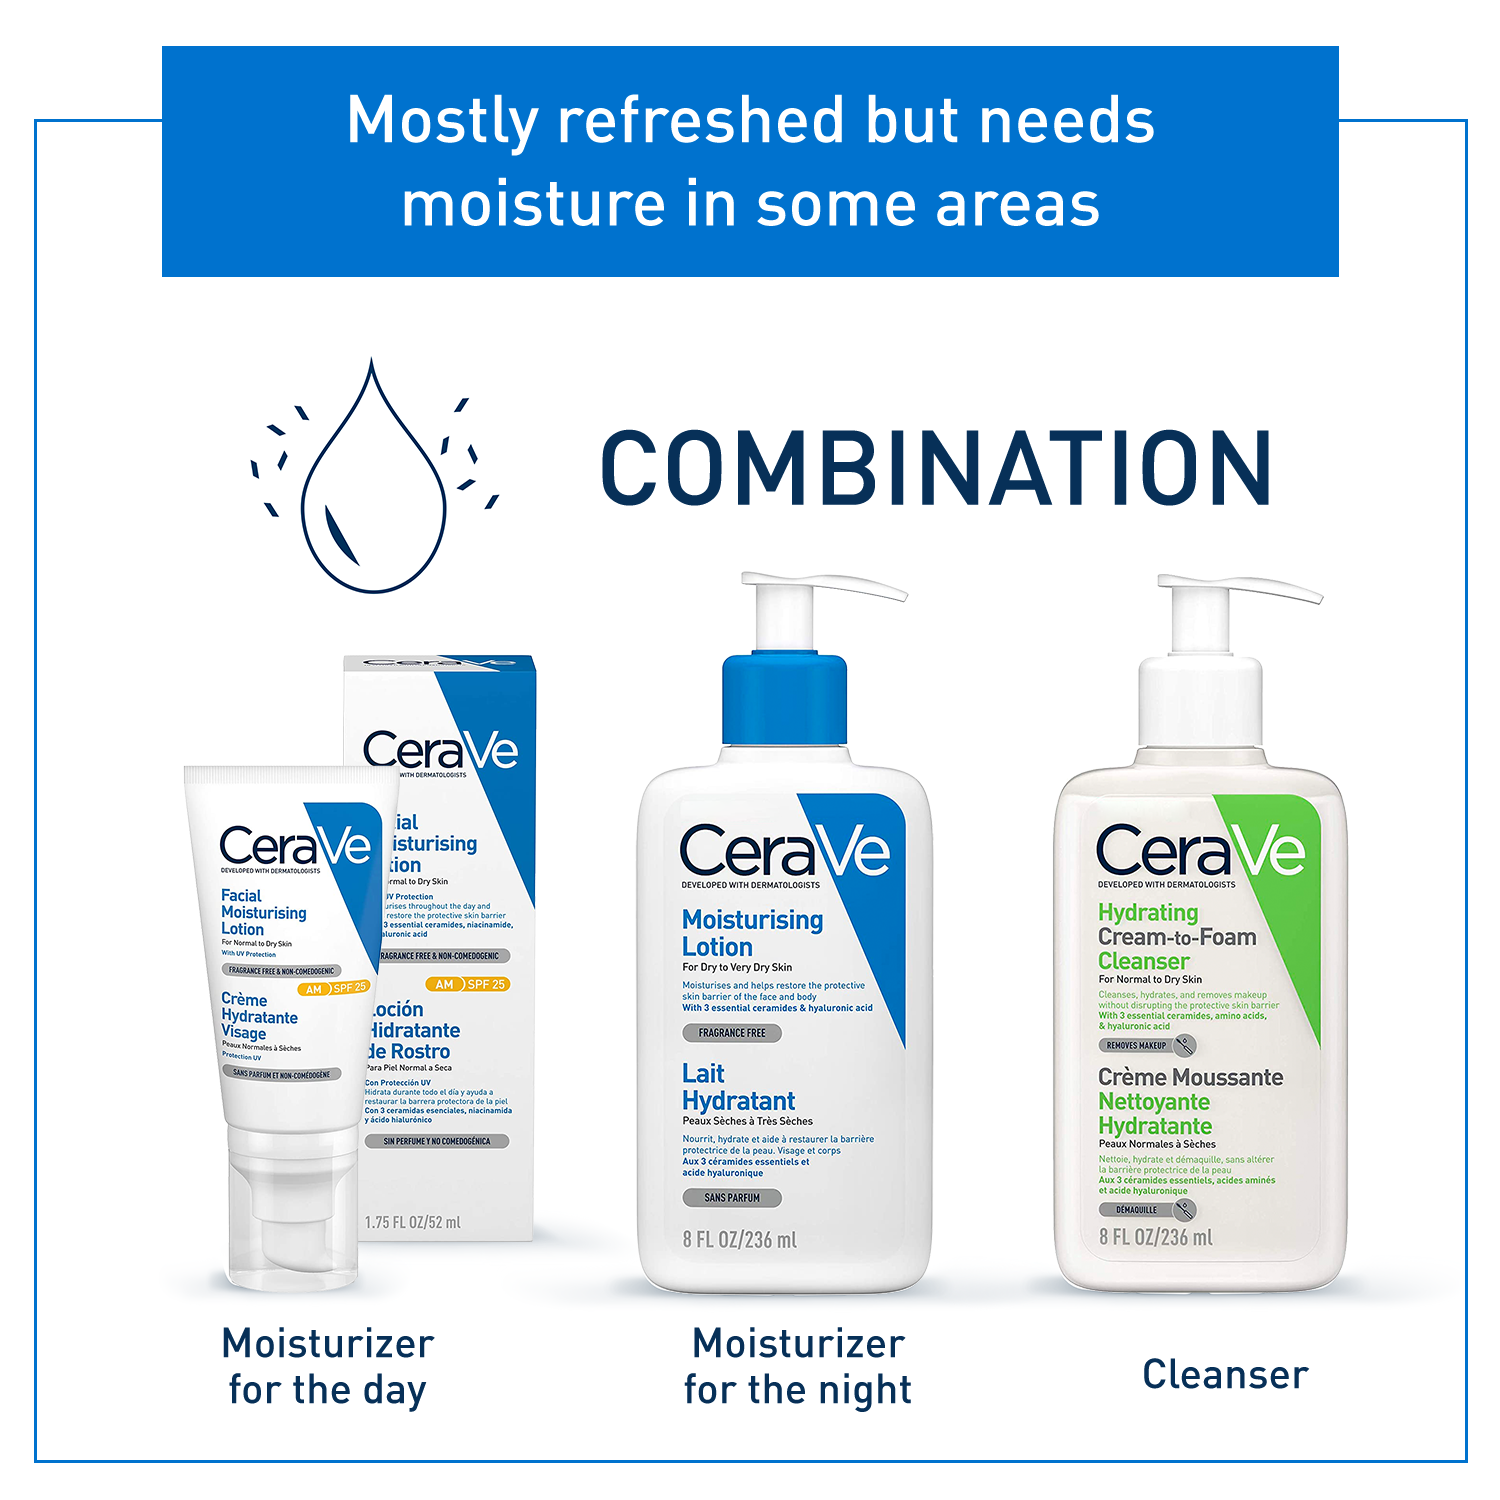 Mostly refreshed but needs
moisture in some areas
COMBINATION
CeraVe
CeraVe
WITH DERMATOLOGISTS
isturising
Dry Skin
UV Protection
throughout the day and
restore the protective skin barrier
3 essential ceramides, niacinamide,
acid
FRAGRANCE FREE & NON-COMEDOGENIC
AM SPF 25
Loción
Hidratante
de Rostro
Para Piel Normal a Seca
Con Protección UV
Hidrata durante todo el día y ayuda a
restaurar la barrera protectora de la piel
Con 3 ceramidas esenciales, niacinamida
y ácido hialurónico
SIN PERFUME Y NO COMEDOGÉNICA
1.75 FL OZ/52 ml
CeraVe
DEVELOPED WITH DERMATOLOGISTS
Facial
Moisturising
Lotion
For Normal to Dry Skin
With UV Protection
FRAGRANCE FREE & NON-COMEDOGENIC
AM SPF 25
Crème
Hydratante
Visage
Peaux Normales à Sèches
Protection UV
SANS PARFUM ET NON-COMÉDOGÈNE
Moisturizer
for the day
CeraVe
DEVELOPED WITH DERMATOLOGISTS
Moisturising
Lotion
For Dry to Very Dry Skin
Moisturises and helps restore the protective
skin barrier of the face and body
With 3 essential ceramides & hyaluronic acid
FRAGRANCE FREE
Lait
Hydratant
Peaux Sèches à Très Sèches
Nourrit, hydrate et aide à restaurer la barrière
protectrice de la peau. Visage et corps
Aux 3 céramides essentiels et
acide hyaluronique
SANS PARFUM
8 FL OZ/236 ml
Moisturizer
for the night
CeraVe
DEVELOPED WITH DERMATOLOGISTS
Hydrating
Cream-to-Foam
Cleanser
For Normal to Dry Skin
Cleanses, hydrates, and removes makeup
without disrupting the protective skin barrier
With 3 essential ceramides, amino acids,
& hyaluronic acid
REMOVES MAKEUP
Crème Moussante
Nettoyante
Hydratante
Peaux Normales à Sèches
Nettoie, hydrate et démaquille, sans altérer
la barrière protectrice de la peau
Aux 3 céramides essentiels, acides aminés
et acide hyaluronique
DÉMAQUILLE
8 FL OZ/236 ml
Cleanser